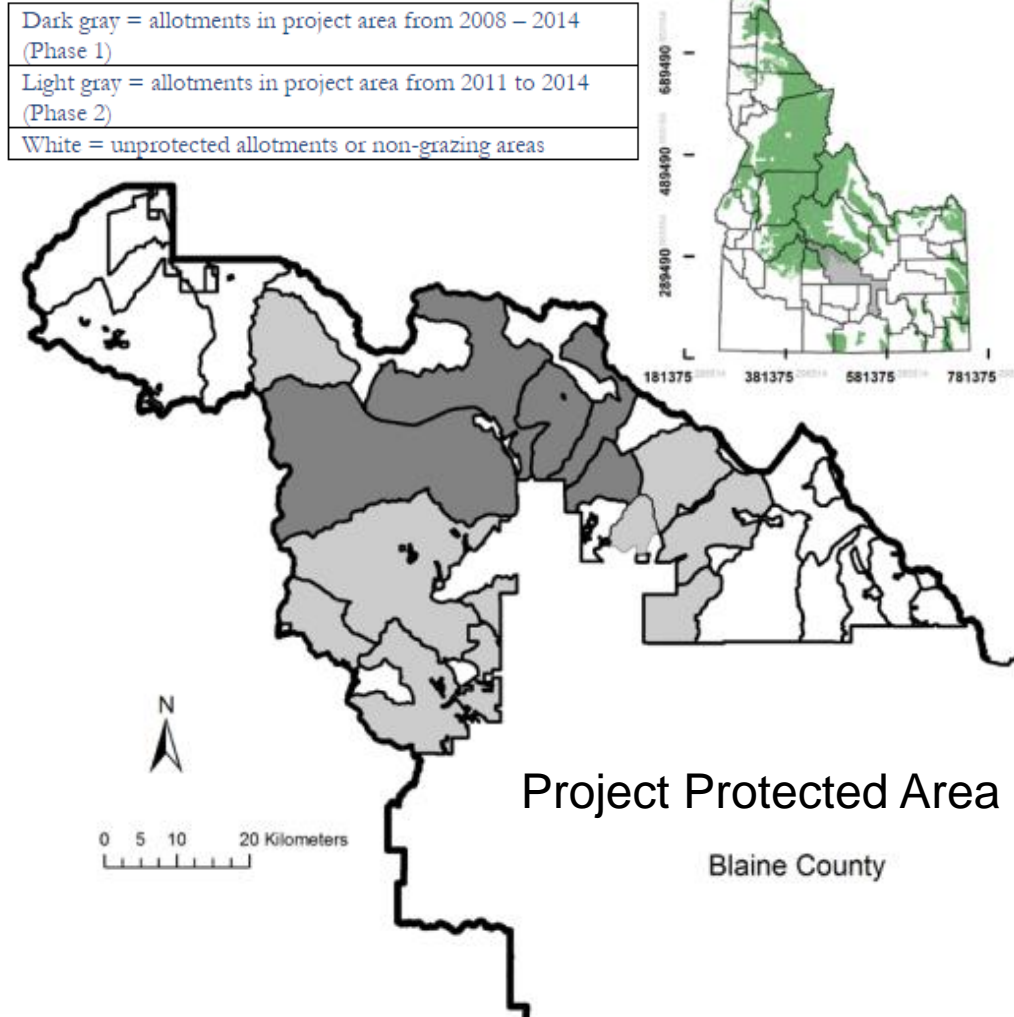 Dark gray = allotments in project area from 2008 – 2014
(Phase 1)
Light gray = allotments in project area from 2011 to 2014
(Phase 2)
White = unprotected allotments or non-grazing areas
689490
489490
289490
181375
381375
581375
781375
N
0 5 10 20 Kilometers
Project Protected Area
Blaine County